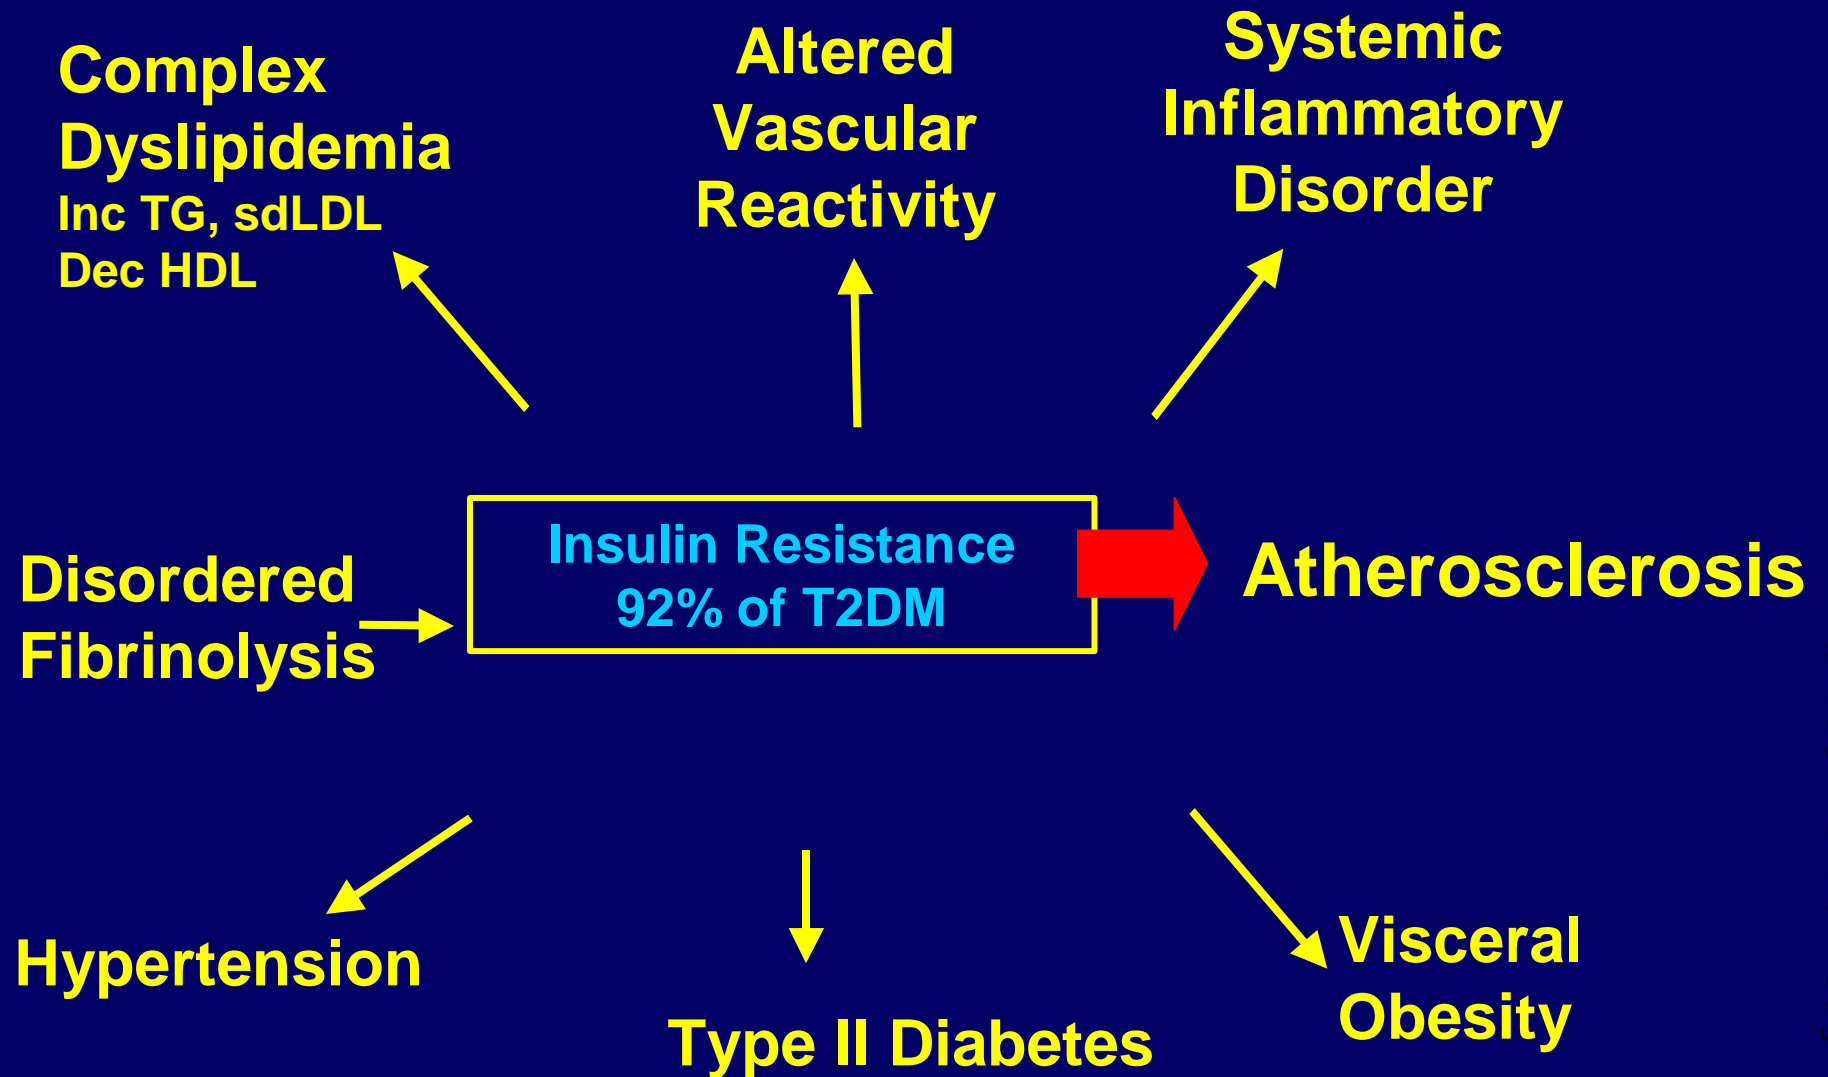 Complex
Dyslipidemia
Inc TG, sdLDL
Dec HDL
Altered
Vascular
Reactivity
Systemic
Inflammatory
Disorder
Disordered
Fibrinolysis
Insulin Resistance
92% of T2DM
Atherosclerosis
Hypertension
Type II Diabetes
Visceral
Obesity